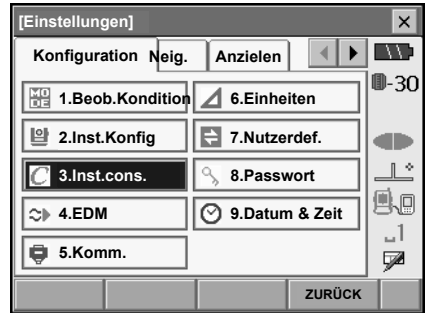 [Einstellungen]
Konfiguration Neig. Anzielen
-30
MODE 1.Beob.Kondition
6.Einheiten
2.Inst.Konfig
7.Nutzerdef.
C 3.Inst.cons.
8.Passwort
4.EDM
9.Datum & Zeit
5.Komm.
1
ZURÜCK